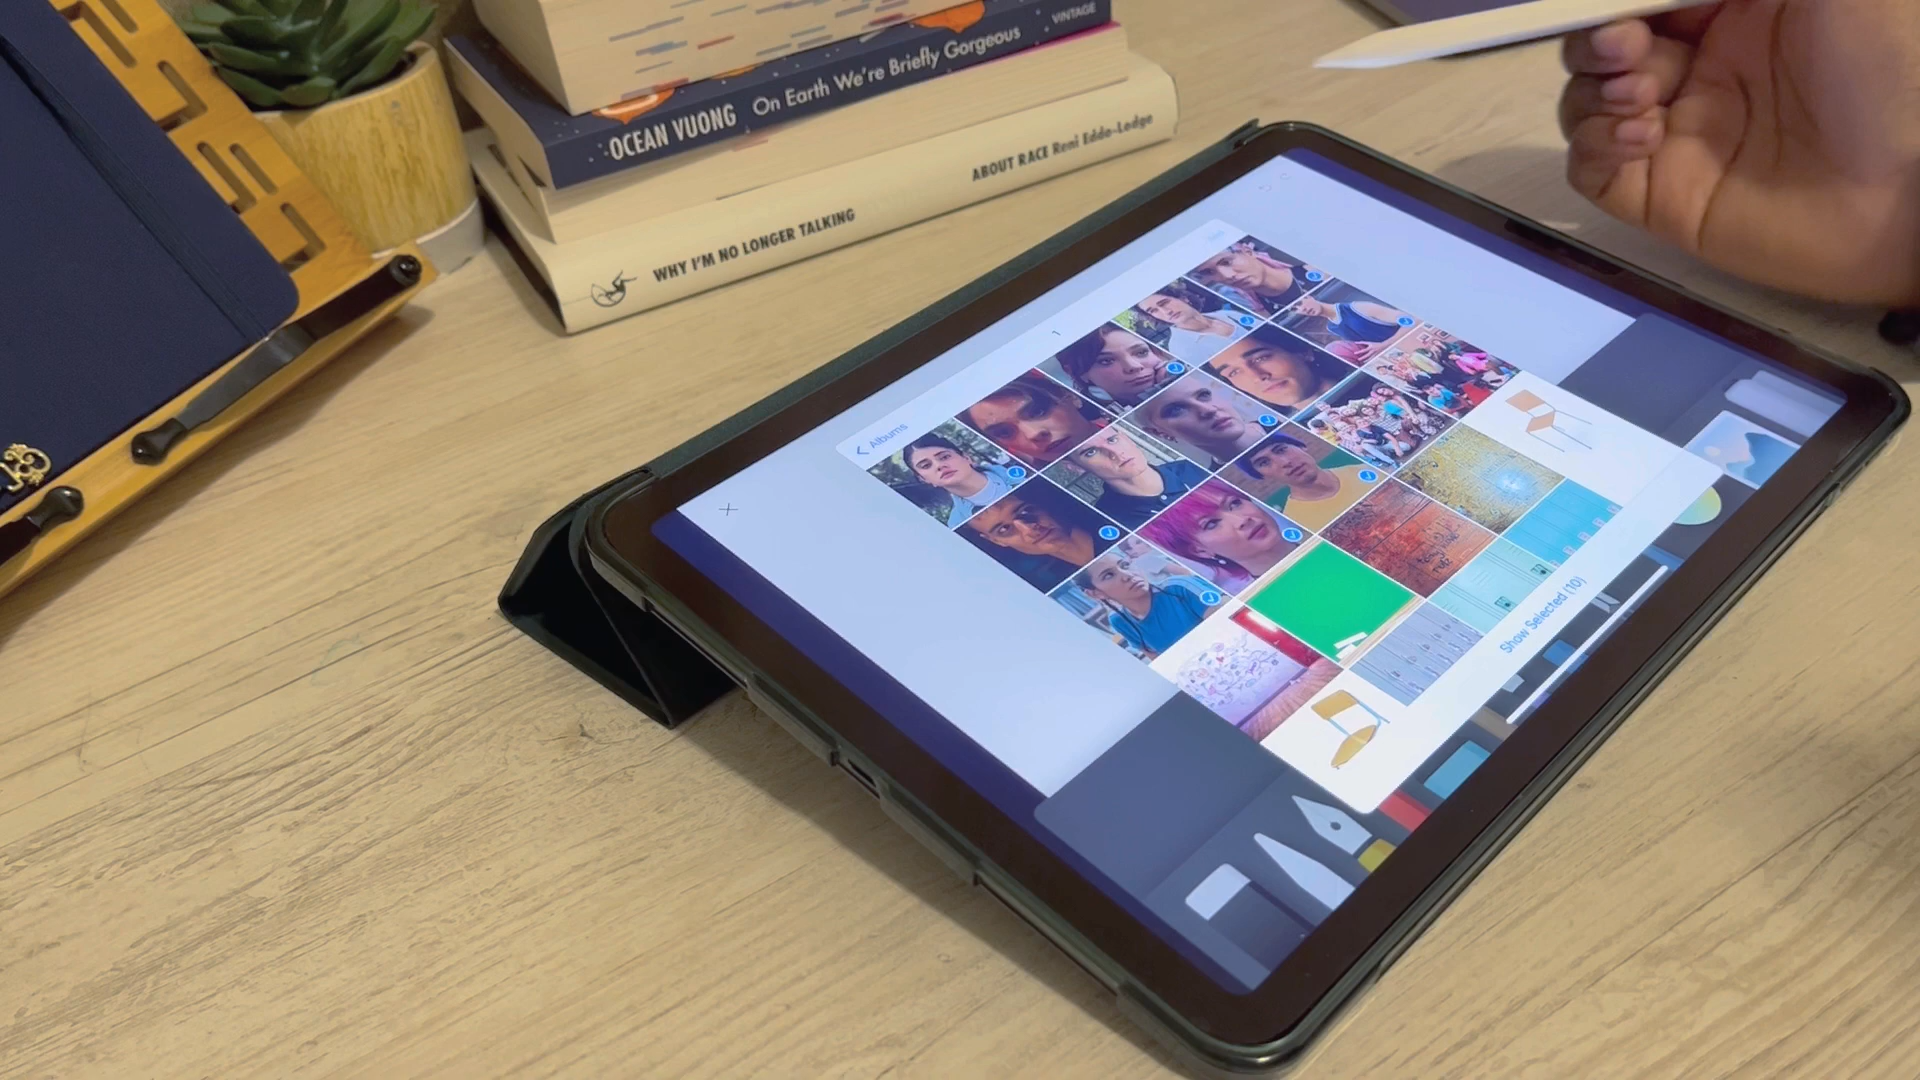 VINTAGE
OCEAN VUONG On Earth We're Briefly Gorgeous
WHY I'M NO LONGER TALKING ABOUT RACE Reni Eddo-Lodge
Albums
Show Selected (10)